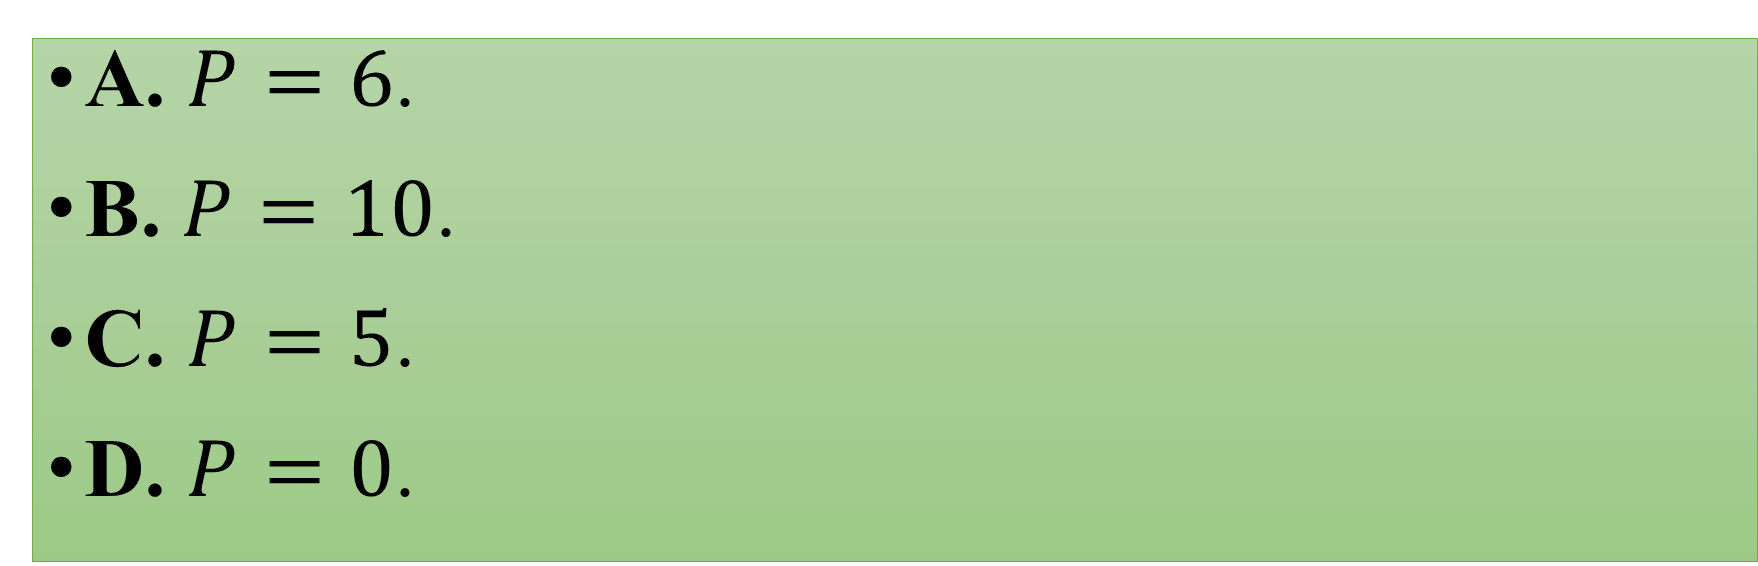 • A. P = 6.
• B. P = 10.
• C. P = 5.
• D. P = 0.